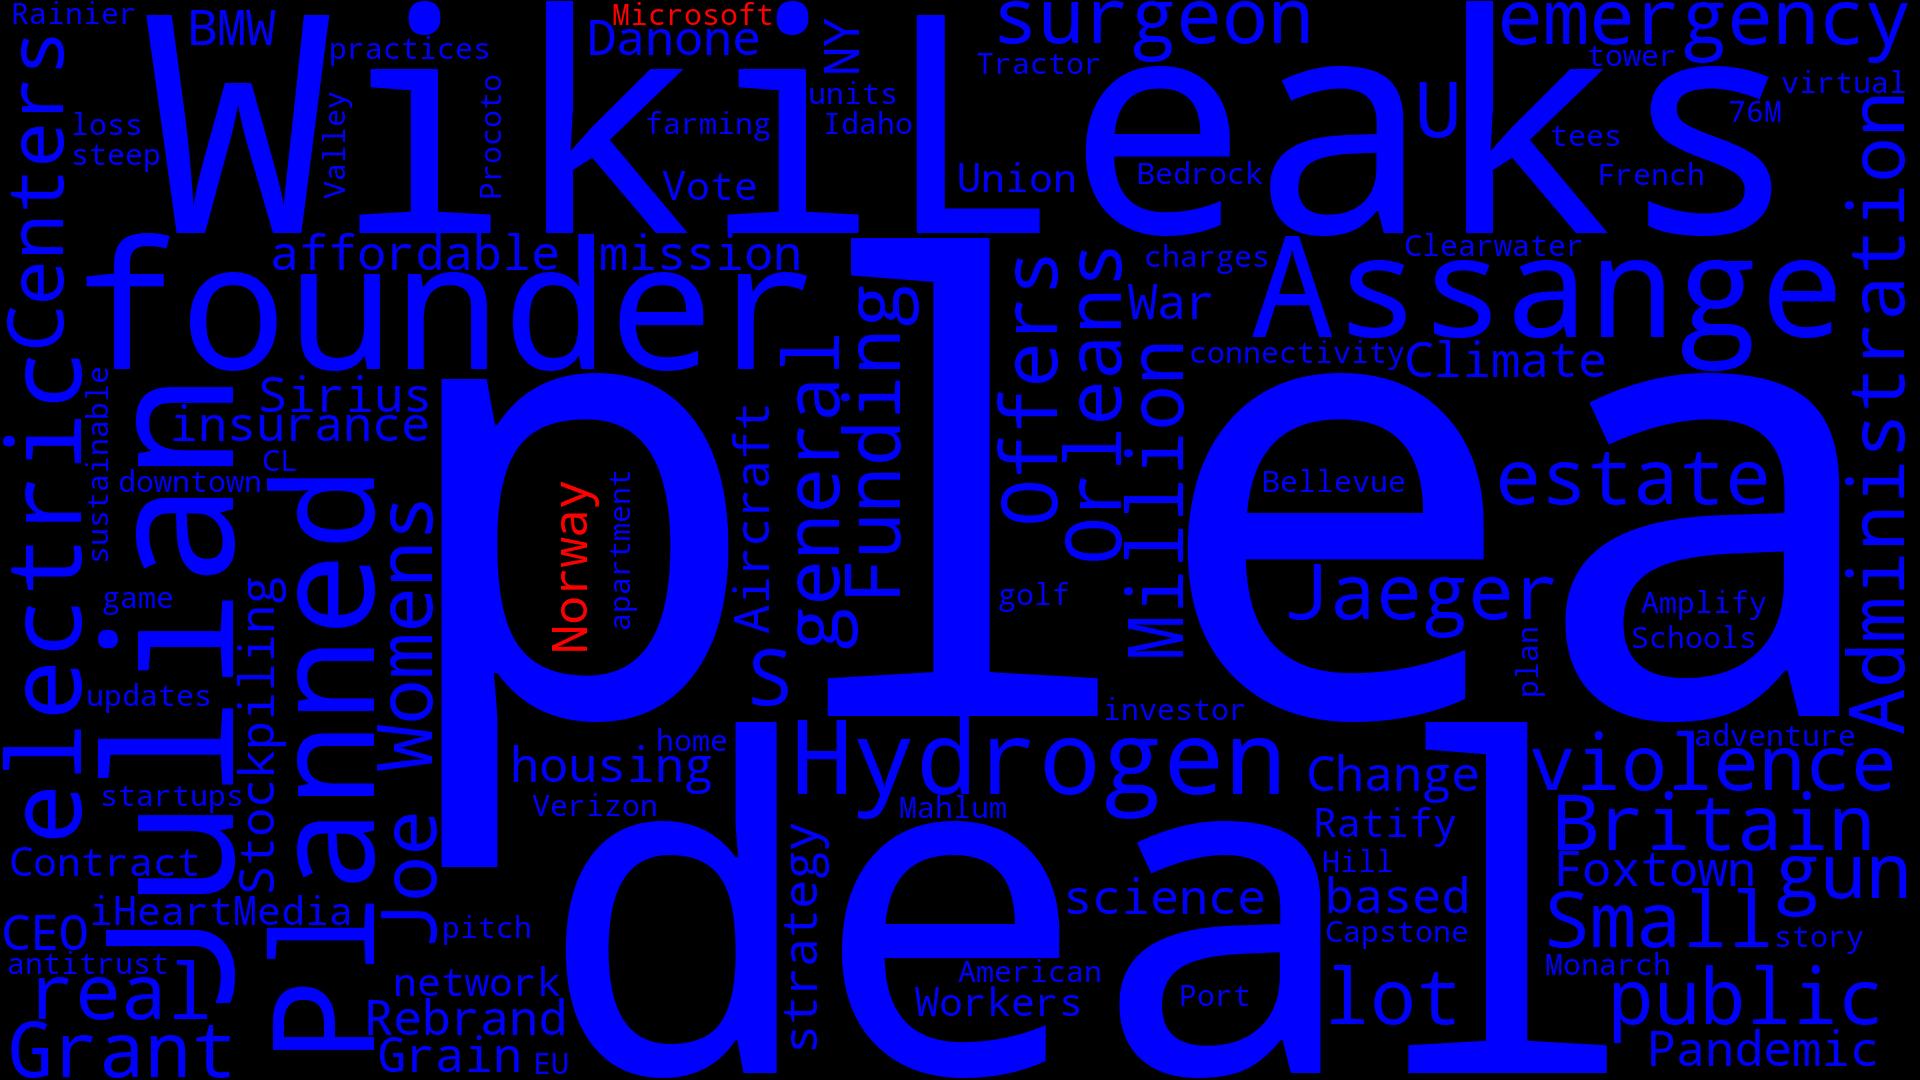 Rainier
BMW
practices
WikiLeaks
Microsoft
Danone
NY
surgeon
emergency
Tractor
tower
virtual
units
76M
U
loss
steep
Valley
Procoto
farming
Idaho
tees
Vote
Union
Bedrock
French
Centers
founder
affordable
mission
charges
Clearwater
War
Assange
Administration
connectivity
Climate
Offers
Orleans
Million
general
Funding
plea
Sirius
insurance
CL
downtown
sustainable
electric
Julian
Planned
Womens
Norway
apartment
Aircraft
Bellevue
estate
golf
Jaeger
Amplify
Schools
plan
game
Stockpiling
updates
S
investor
adventure
home
housing
Hydrogen
Change
violence
startups
Verizon
Mahlum
Ratify
Britain
deal
Joe
Contract
Hill
Foxtown
gun
iHeartMedia
CEO
pitch
strategy
science
based
Capstone
Small
story
antitrust
real
network
American
Workers
Port
Monarch
lot
public
Rebrand
Grant
Grain
EU
Pandemic